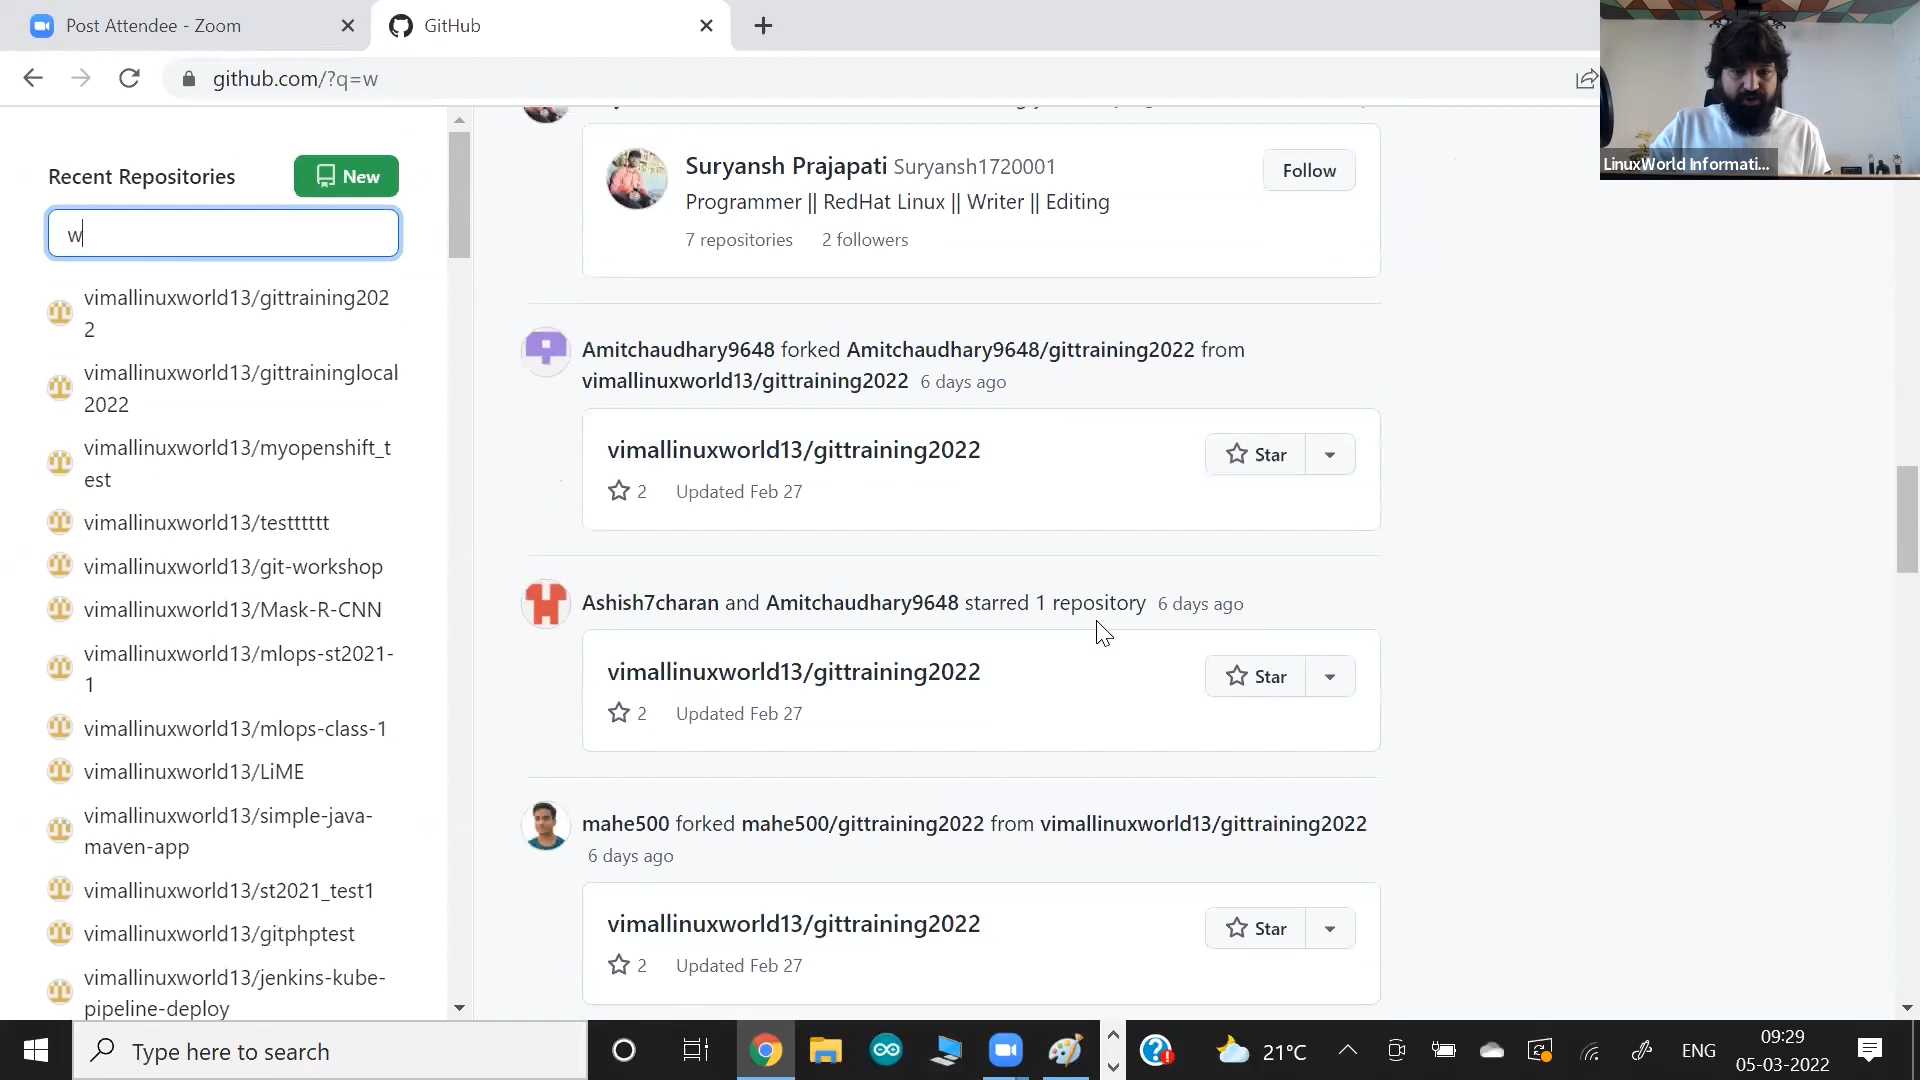 Post Attendee - Zoom
GitHub
github.com/?q=w
LinuxWorld Informati...
Recent Repositories
New
w
vimallinuxworld13/gittraining202
2
vimallinuxworld13/gittraininglocal
2022
vimallinuxworld13/myopenshift_t
est
vimallinuxworld13/testttttt
vimallinuxworld13/git-workshop
vimallinuxworld13/Mask-R-CNN
vimallinuxworld13/mlops-st2021-
1
vimallinuxworld13/mlops-class-1
vimallinuxworld13/LiME
vimallinuxworld13/simple-java-
maven-app
vimallinuxworld13/st2021_test1
vimallinuxworld13/gitphptest
vimallinuxworld13/jenkins-kube-
pipeline-deploy
Suryansh Prajapati Suryansh1720001
Follow
Programmer || RedHat Linux || Writer || Editing
7 repositories 2 followers
Amitchaudhary9648 forked Amitchaudhary9648/gittraining2022 from
vimallinuxworld13/gittraining2022 6 days ago
vimallinuxworld13/gittraining2022
Star
2 Updated Feb 27
Ashish7charan and Amitchaudhary9648 starred 1 repository 6 days ago
vimallinuxworld13/gittraining2022
Star
2 Updated Feb 27
mahe500 forked mahe500/gittraining2022 from vimallinuxworld13/gittraining2022
6 days ago
vimallinuxworld13/gittraining2022
Star
2 Updated Feb 27
Type here to search
21°C
ENG
09:29
05-03-2022